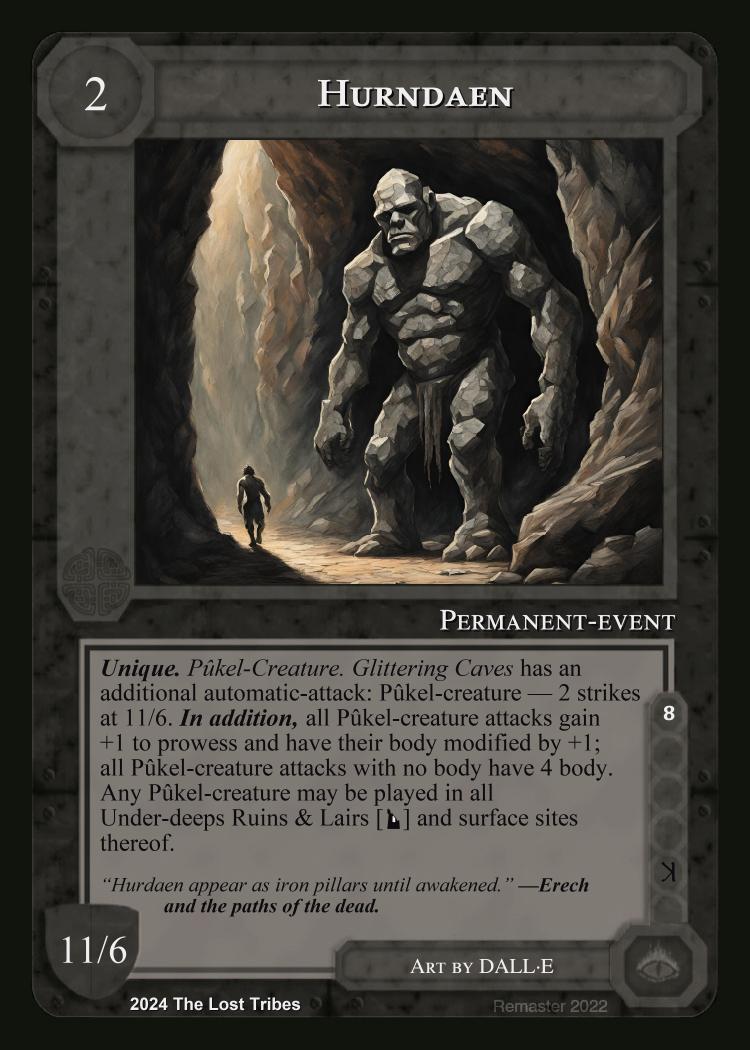 2
Hurndaen
Permanent-event
Unique. Pûkel-Creature. Glittering Caves has an
additional automatic-attack: Pûkel-creature — 2 strikes
at 11/6. In addition, all Pûkel-creature attacks gain
+1 to prowess and have their body modified by +1;
all Pûkel-creature attacks with no body have 4 body.
Any Pûkel-creature may be played in all
Under-deeps Ruins & Lairs [ ] and surface sites
thereof.
8
“Hurdaen appear as iron pillars until awakened.” —Erech
and the paths of the dead.
11/6
Art by DALL·E
2024 The Lost Tribes
Remaster 2022